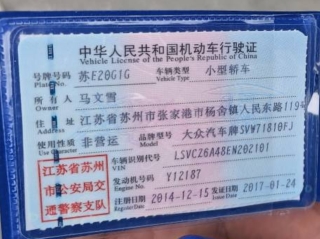 中华人民共和国机动车行驶证
Vehicle License of the People's Republic of China
号牌号码 苏EZ0G1G 车辆类型 小型轿车
Plate No. Vehicle Type
所有人 马文雪
Owner
住址 江苏省苏州市张家港市杨舍镇人民东路119号
Address
使用性质 非营运 品牌型号 大众汽车牌SVW71810FJ
Use Character Model
江苏省苏州市公安局交通警察支队
车辆识别代号 LSVCZ6A48EN202101
VIN
发动机号码 Y12187
Engine No.
注册日期 2014-12-15 发证日期 2017-01-24
Register Date Issue Date